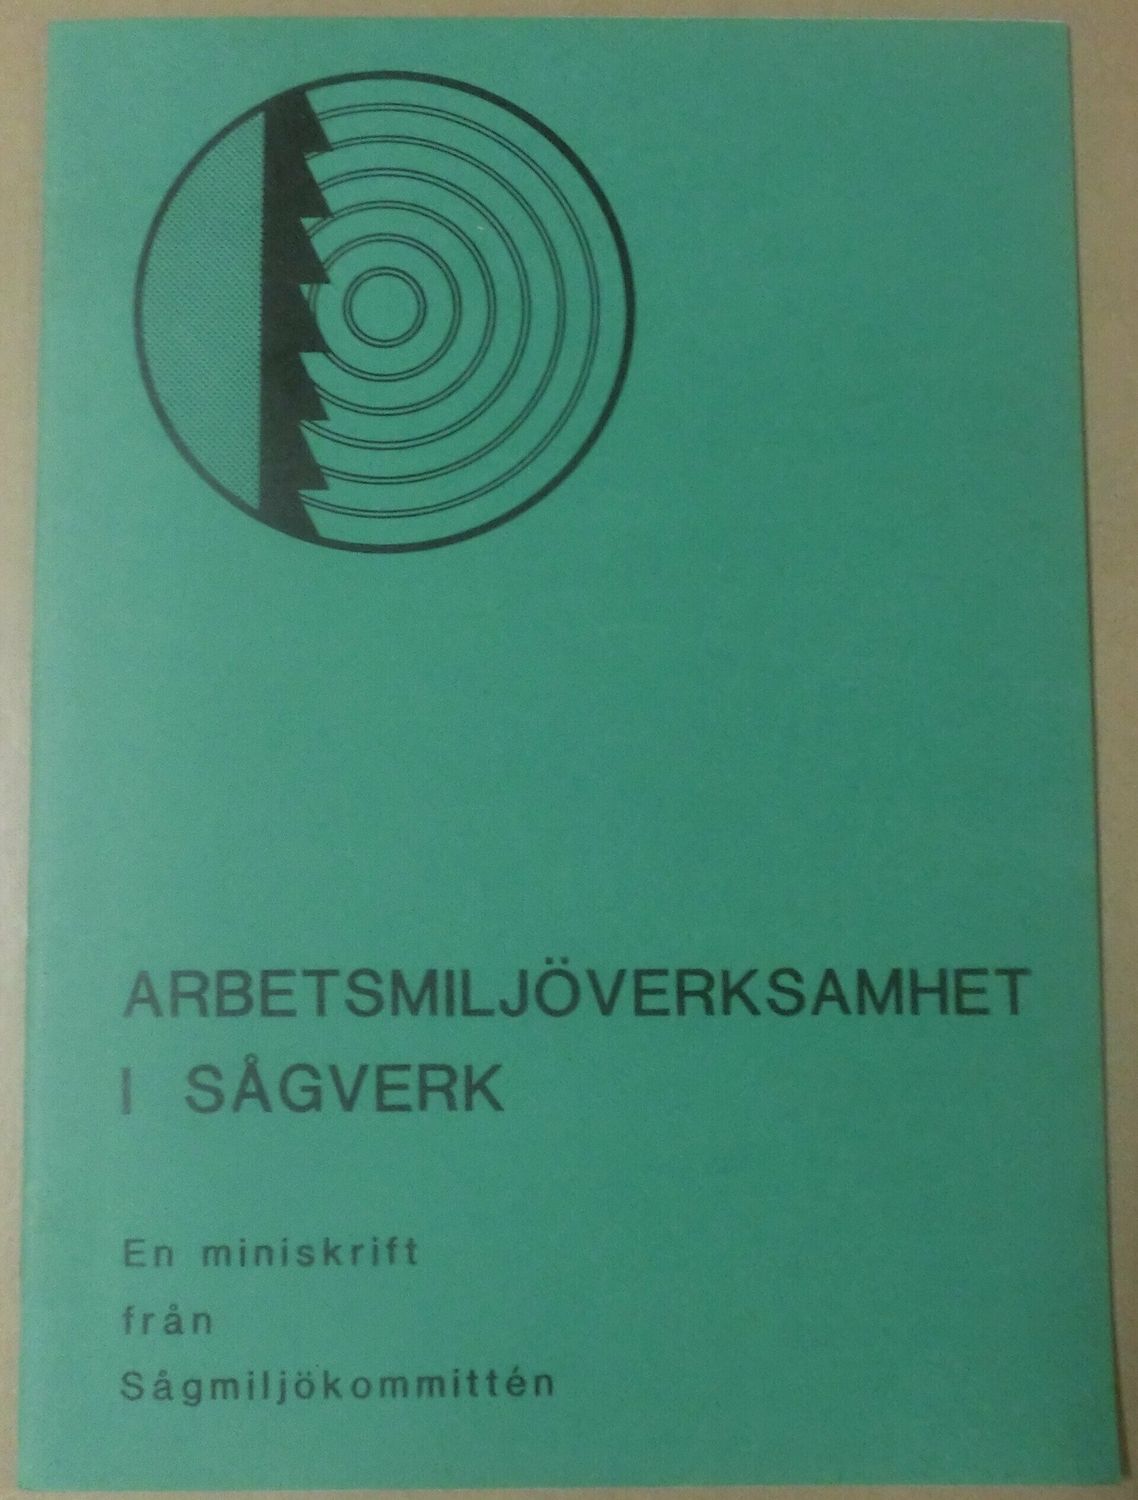 ARBETSMILJÖVERKSAMHET
I SÅGVERK
En miniskrift
från
Sågmiljökommittén